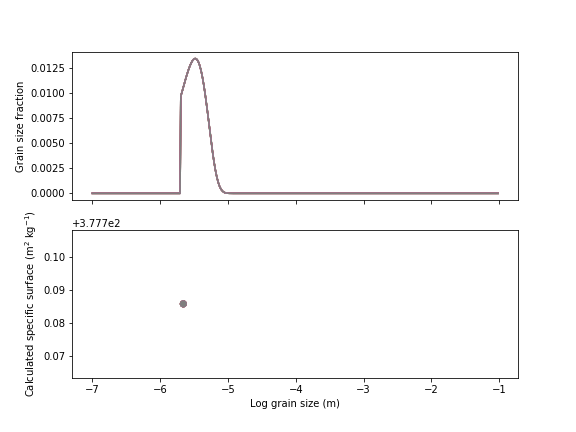 Grain size fraction
0.0125
0.0100
0.0075
0.0050
0.0025
0.0000
+3.777e2
Calculated specific surface (m² kg⁻¹)
0.10
0.09
0.08
0.07
−7 −6 −5 −4 −3 −2 −1
Log grain size (m)